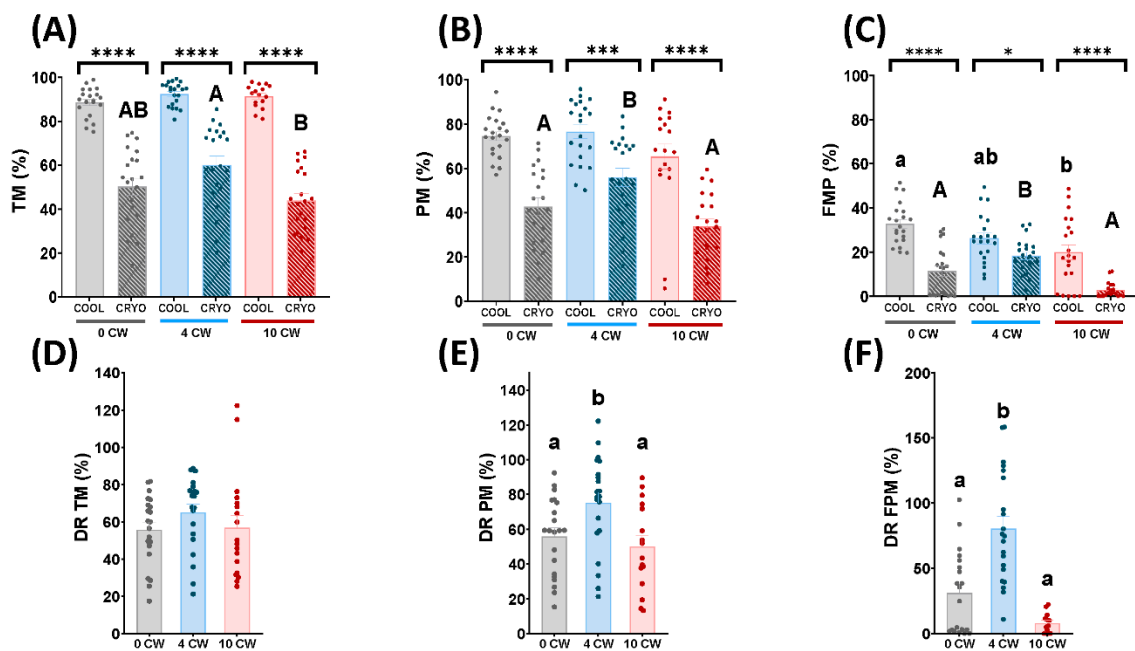 (A)
**** **** ****
AB A B
TM (%)
100
80
60
40
20
0
COOL CRYO COOL CRYO COOL CRYO
0 CW 4 CW 10 CW
(B)
**** *** ****
A B A
PM (%)
100
80
60
40
20
0
COOL CRYO COOL CRYO COOL CRYO
0 CW 4 CW 10 CW
(C)
**** * ****
a A ab B b A
FMP (%)
100
80
60
40
20
0
COOL CRYO COOL CRYO COOL CRYO
0 CW 4 CW 10 CW
(D)
DR TM (%)
140
120
100
80
60
40
20
0
0 CW 4 CW 10 CW
(E)
a b a
DR PM (%)
140
120
100
80
60
40
20
0
0 CW 4 CW 10 CW
(F)
a b a
DR FPM (%)
200
150
100
50
0
0 CW 4 CW 10 CW